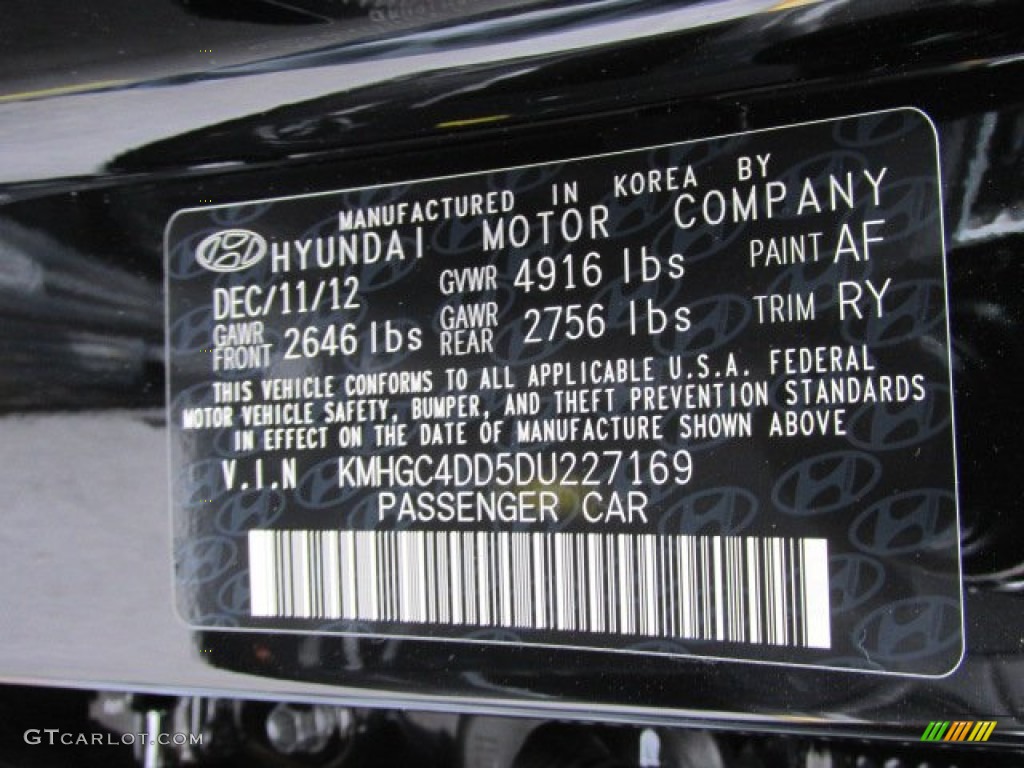 MANUFACTURED IN KOREA BY
HYUNDAI MOTOR COMPANY
DEC/11/12 GVWR 4916 lbs PAINT AF
GAWR FRONT 2646 lbs GAWR REAR 2756 lbs TRIM RY
THIS VEHICLE CONFORMS TO ALL APPLICABLE U.S.A. FEDERAL
MOTOR VEHICLE SAFETY, BUMPER, AND THEFT PREVENTION STANDARDS
IN EFFECT ON THE DATE OF MANUFACTURE SHOWN ABOVE
V.I.N KMHGC4DD5DU227169
PASSENGER CAR
GTCARLOT.COM